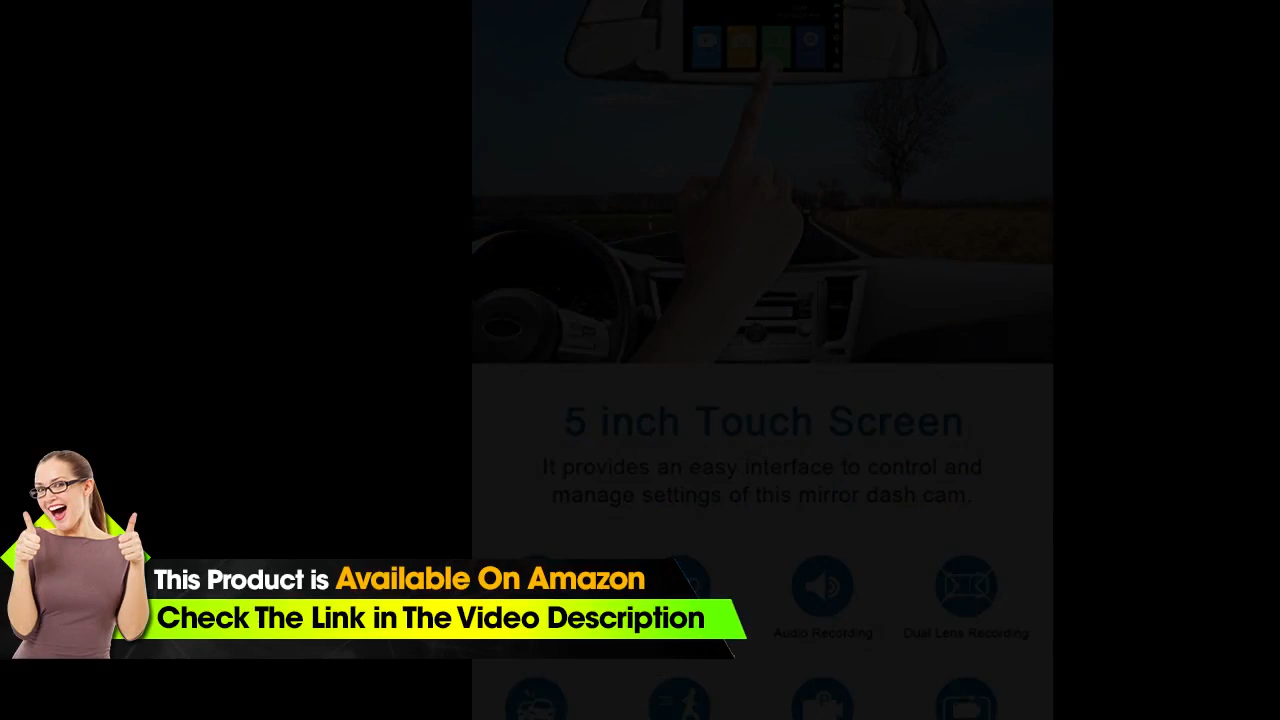 5 inch Touch Screen
It provides an easy interface to control and
manage settings of this mirror dash cam.
This Product is Available On Amazon
Check The Link in The Video Description
Audio Recording
Dual Lens Recording